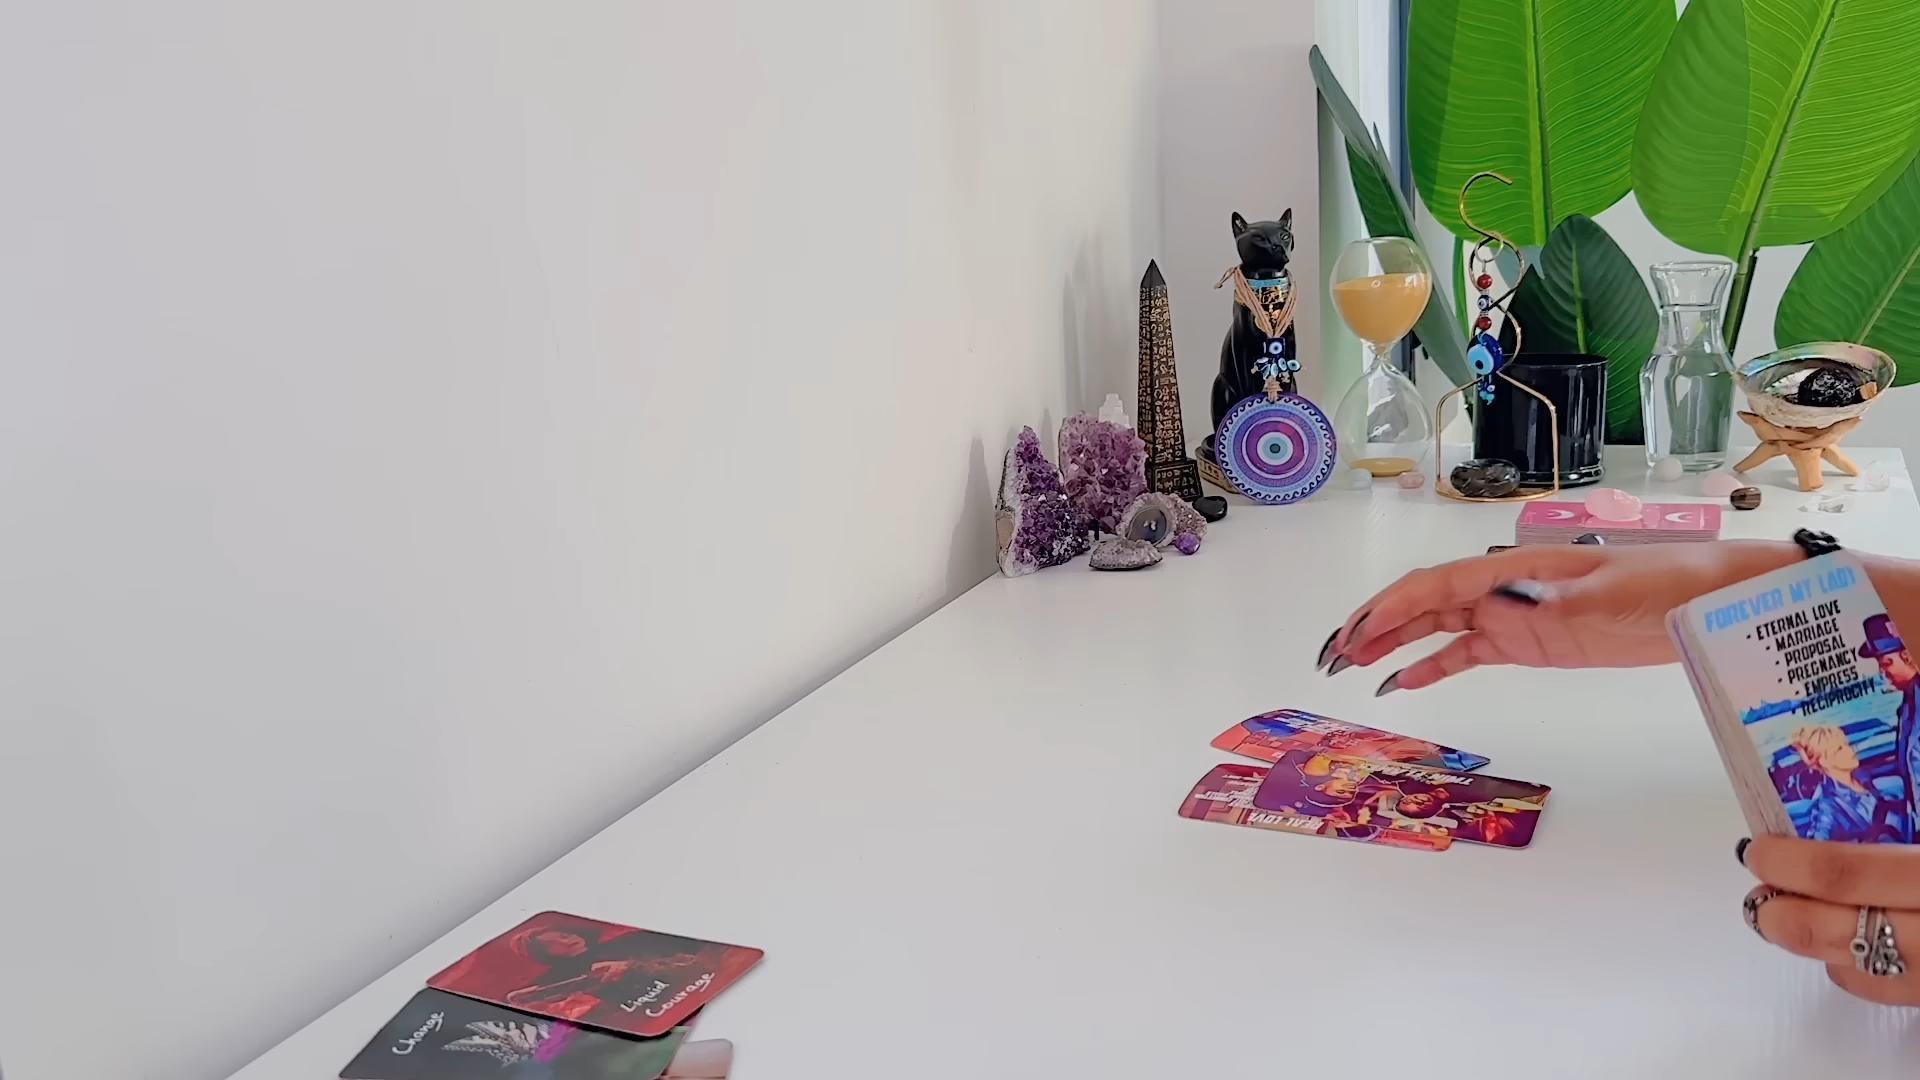 FOREVER MY LADY
- ETERNAL LOVE
- MARRIAGE
- PROPOSAL
- PREGNANCY
- EMPRESS
- RECIPROCITY
REAL LOVE
Liquid
Courage
Change